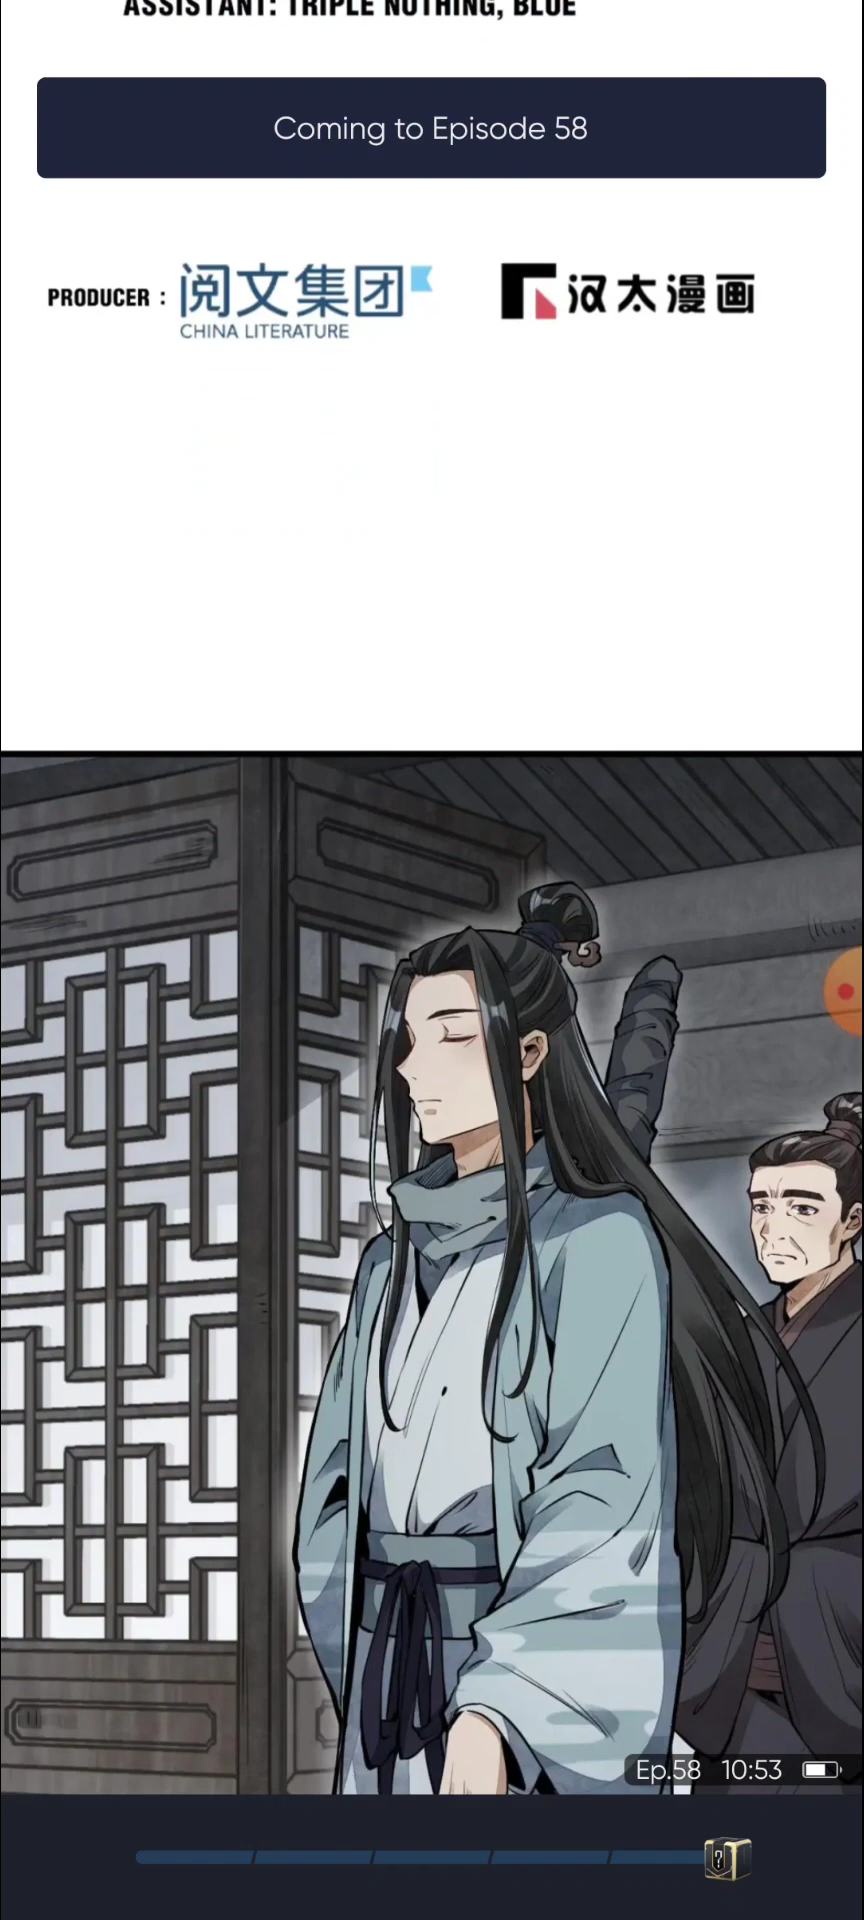 ASSISTANT: TRIPLE NOTHING, BLUE
Coming to Episode 58
PRODUCER : 阅文集团 汉太漫画
CHINA LITERATURE
Ep.58 10:53
?